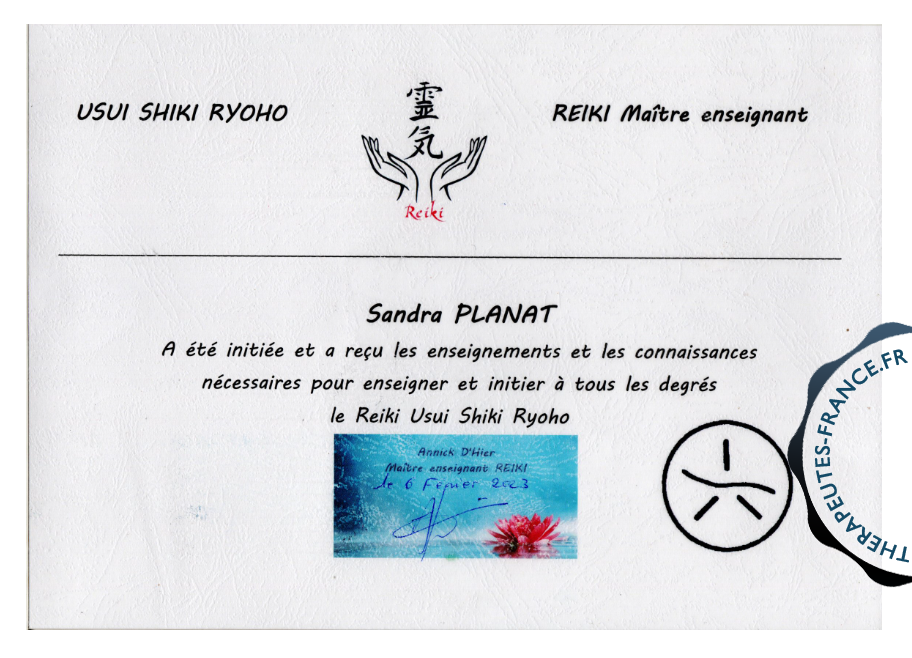 USUI SHIKI RYOHO
霊気
Reiki
REIKI Maître enseignant
Sandra PLANAT
A été initiée et a reçu les enseignements et les connaissances
nécessaires pour enseigner et initier à tous les degrés
le Reiki Usui Shiki Ryoho
Annick D'Hier
Maître enseignant REIKI
le 6 Février 2023
THERAPEUTES-FRANCE.FR